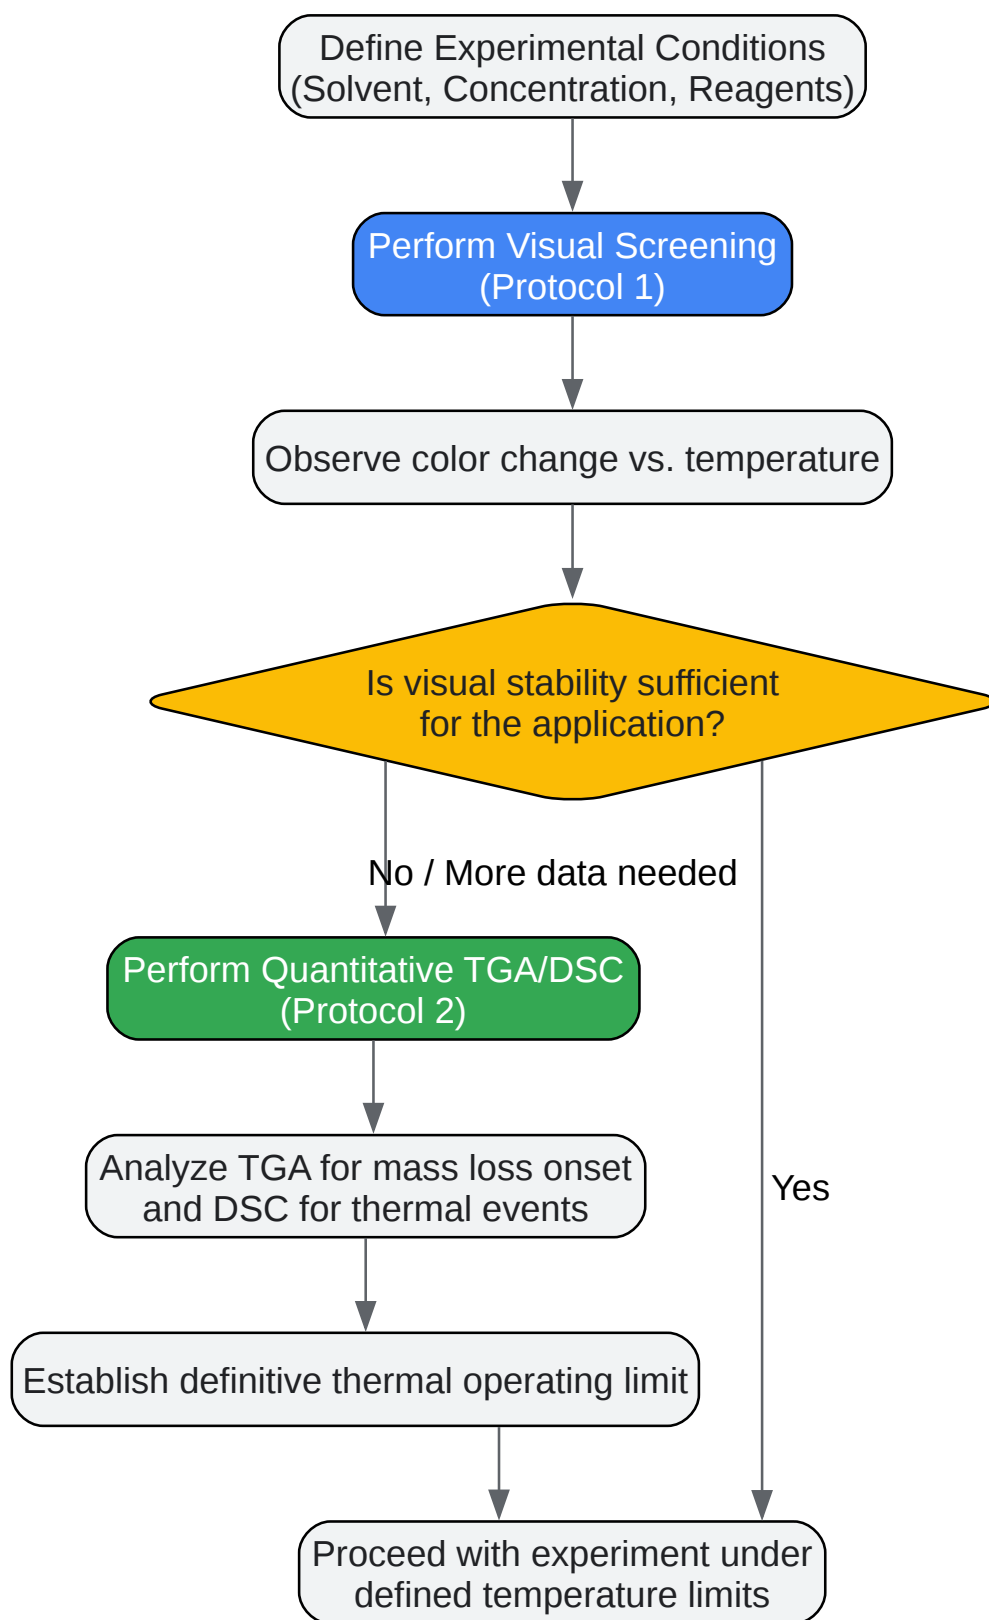 Define Experimental Conditions
(Solvent, Concentration, Reagents)
Perform Visual Screening
(Protocol 1)
Observe color change vs. temperature
Is visual stability sufficient
for the application?
No / More data needed
Perform Quantitative TGA/DSC
(Protocol 2)
Analyze TGA for mass loss onset
and DSC for thermal events
Yes
Establish definitive thermal operating limit
Proceed with experiment under
defined temperature limits